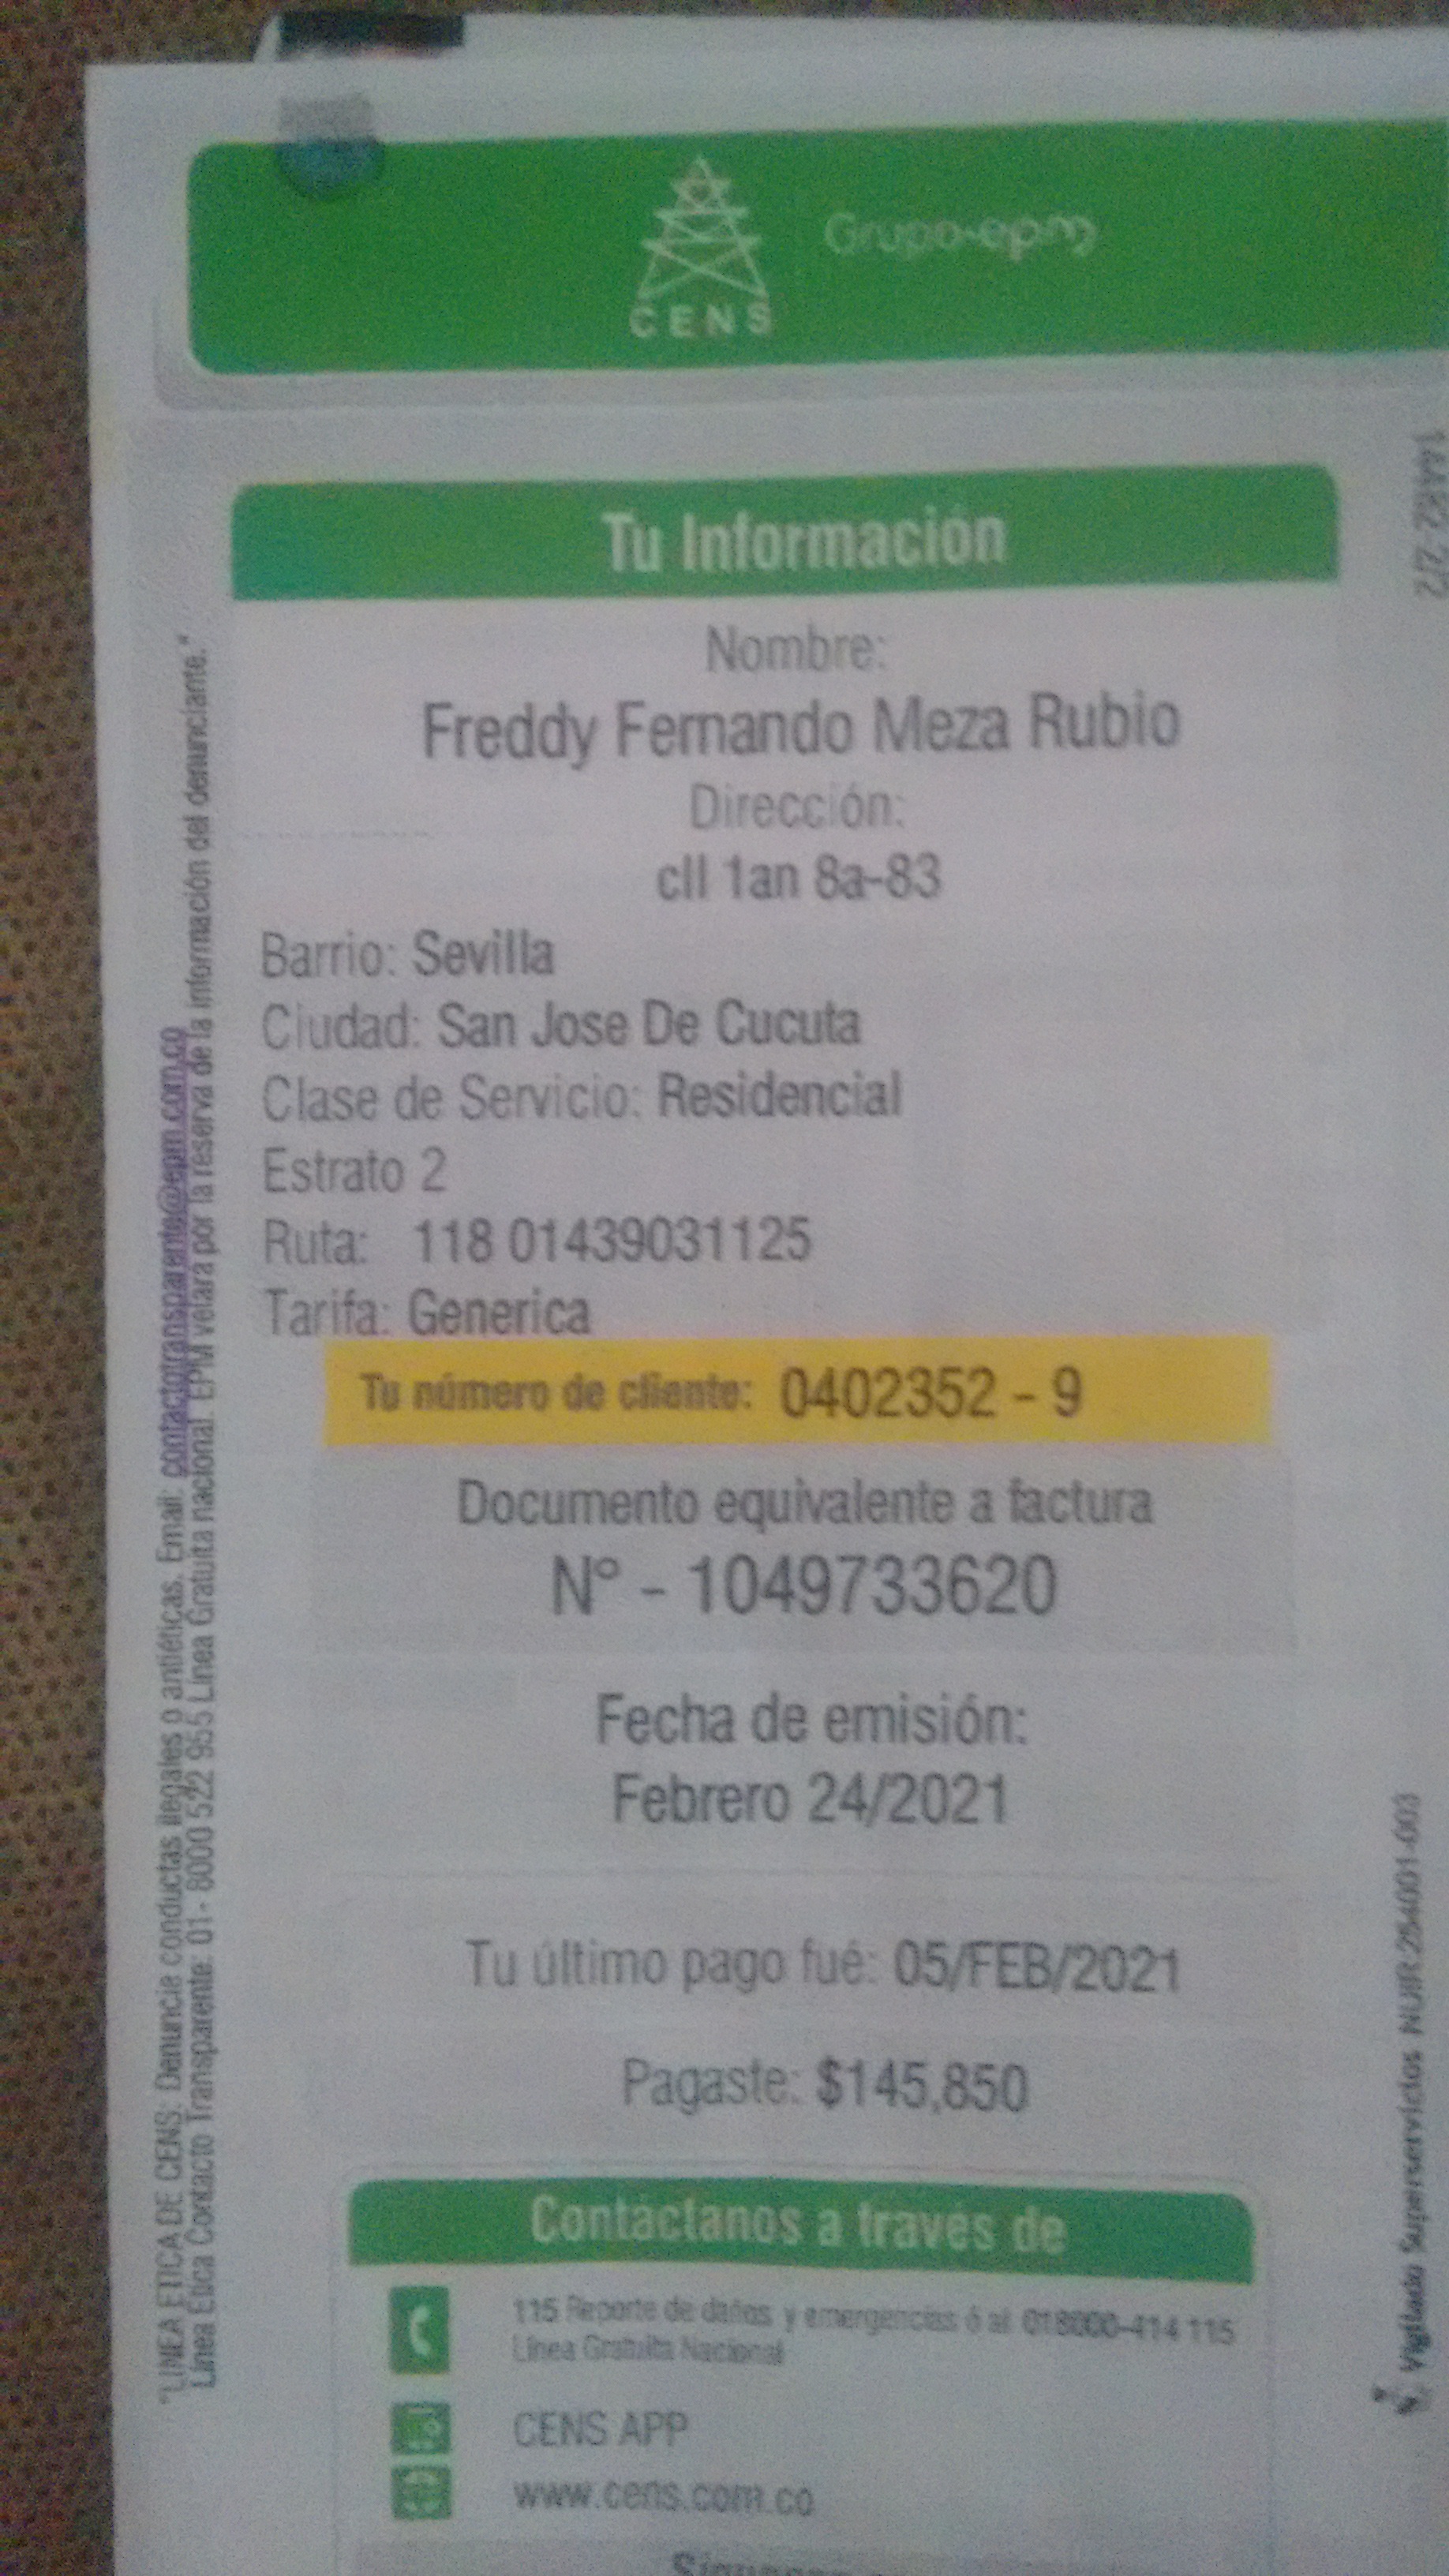 CENS
Grupo·epm
Tu Información
Nombre:
Freddy Fernando Meza Rubio
Dirección:
cll 1an 8a-83
Barrio: Sevilla
Ciudad: San Jose De Cucuta
Clase de Servicio: Residencial
Estrato 2
Ruta: 118 01439031125
Tarifa: Generica
Tu número de cliente: 0402352 - 9
Documento equivalente a factura
N° - 1049733620
Fecha de emisión:
Febrero 24/2021
Tu último pago fué: 05/FEB/2021
Pagaste: $145,850
Contáctanos a través de
115 Reporte de daños y emergencias ó al: 018000-414 115
Línea Gratuita Nacional
CENS APP
www.cens.com.co
"LINEA ETICA DE CENS: Denuncie conductas ilegales o antiéticas. Email: contactotransparente@epm.com.co
Línea Ética Contacto Transparente: 01- 8000 522 955 Línea Gratuita nacional. EPM velará por la reserva de la información del denunciante."
Vigilado Superservicios NUIR